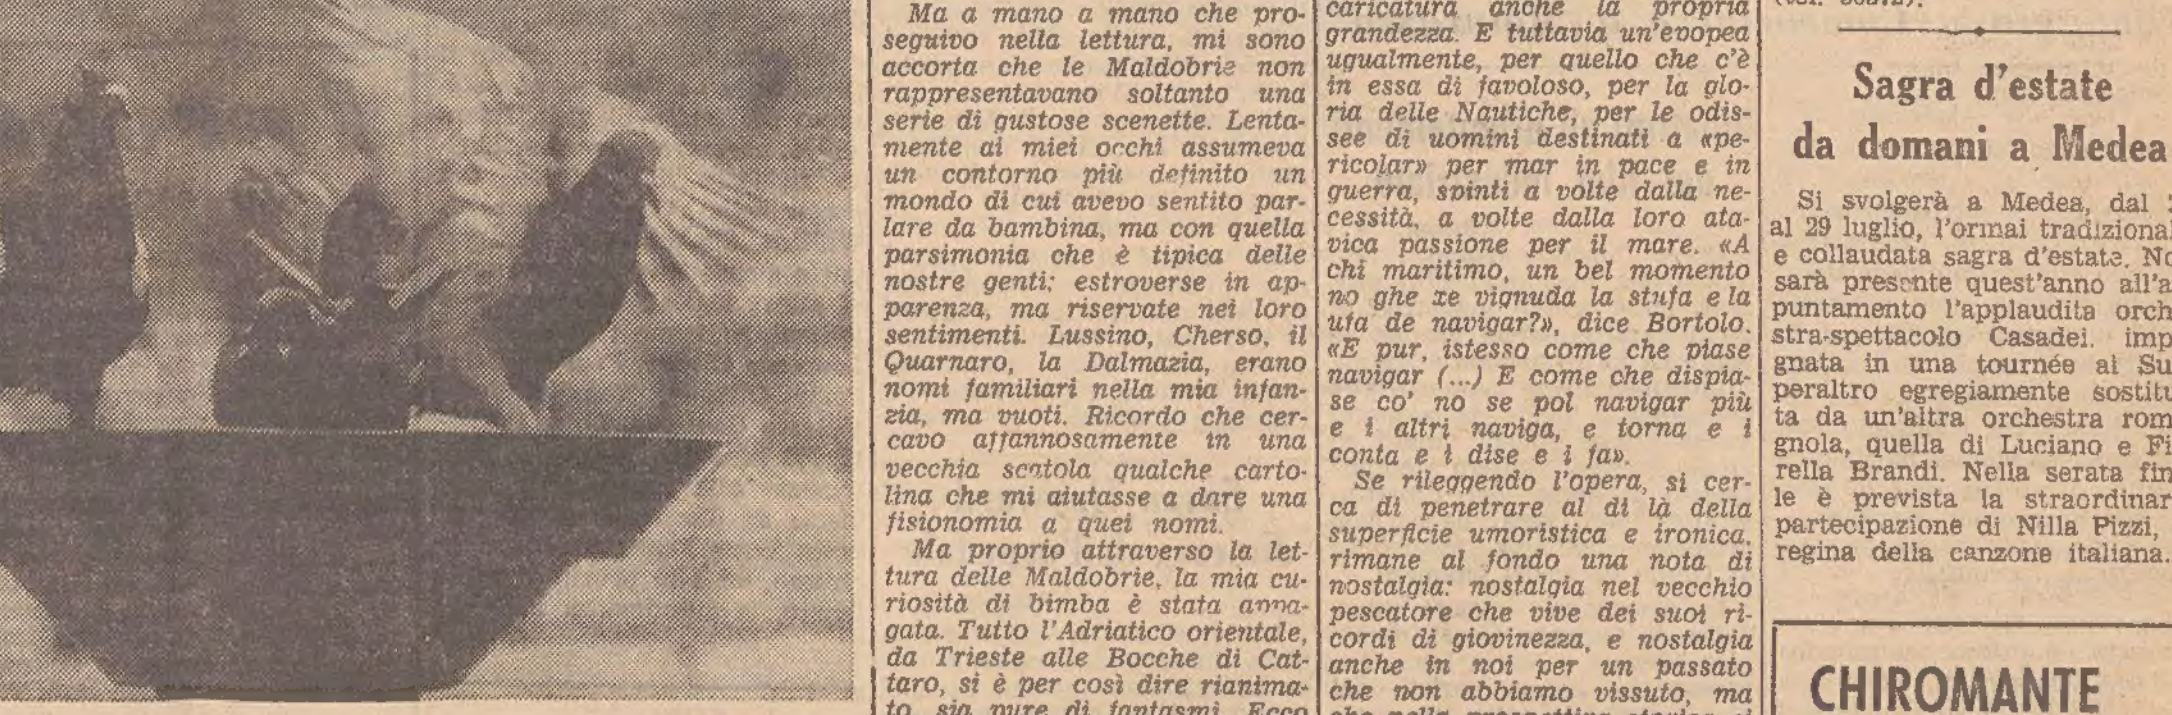 Ma a mano a mano che pro-
seguivo nella lettura, mi sono
accorta che le Maldobrie non
rappresentavano soltanto una
serie di gustose scenette. Lenta-
mente ai miei occhi assumeva
un contorno più definito un
mondo di cui avevo sentito par-
lare da bambina, ma con quella
parsimonia che è tipica delle
nostre genti: estroverse in ap-
parenza, ma riservate nei loro
sentimenti. Lussino, Cherso, il
Quarnaro, la Dalmazia, erano
nomi familiari nella mia infan-
zia, ma vuoti. Ricordo che cer-
cavo affannosamente in una
vecchia scatola qualche carto-
lina che mi aiutasse a dare una
fisionomia a quei nomi.
Ma proprio attraverso la let-
tura delle Maldobrie, la mia cu-
riosità di bimba è stata appa-
gata. Tutto l'Adriatico orientale,
da Trieste alle Bocche di Cat-
taro, si è per così dire rianima-
to, sia pure di fantasmi. Ecco
caricatura anche la propria
grandezza. E tuttavia un'epopea
ugualmente, per quello che c'è
in essa di favoloso, per la glo-
ria delle Nautiche, per le odis-
see di uomini destinati a «pe-
ricolar» per mar in pace e in
guerra, spinti a volte dalla ne-
cessità, a volte dalla loro ata-
vica passione per il mare. «A
chi maritimo, un bel momento
no ghe xe vignuda la stufa e la
ufa de navigar?», dice Bortolo.
«E pur, istesso come che piase
navigar (...) E come che dispia-
se co' no se pol navigar più
e i altri naviga, e torna e i
conta e i dise e i fa».
Se rileggendo l'opera, si cer-
ca di penetrare al di là della
superficie umoristica e ironica,
rimane al fondo una nota di
nostalgia: nostalgia nel vecchio
pescatore che vive dei suoi ri-
cordi di giovinezza, e nostalgia
anche in noi per un passato
che non abbiamo vissuto, ma
Sagra d'estate
da domani a Medea
Si svolgerà a Medea, dal
al 29 luglio, l'ormai tradizional
e collaudata sagra d'estate. No
sarà presente quest'anno all'a
puntamento l'applaudita orch
stra-spettacolo Casadei, imp
gnata in una tournée al Su
peraltro egregiamente sostitu
ta da un'altra orchestra rom
gnola, quella di Luciano e Fi
rella Brandi. Nella serata fin
le è prevista la straordinar
partecipazione di Nilla Pizzi,
regina della canzone italiana.
CHIROMANTE